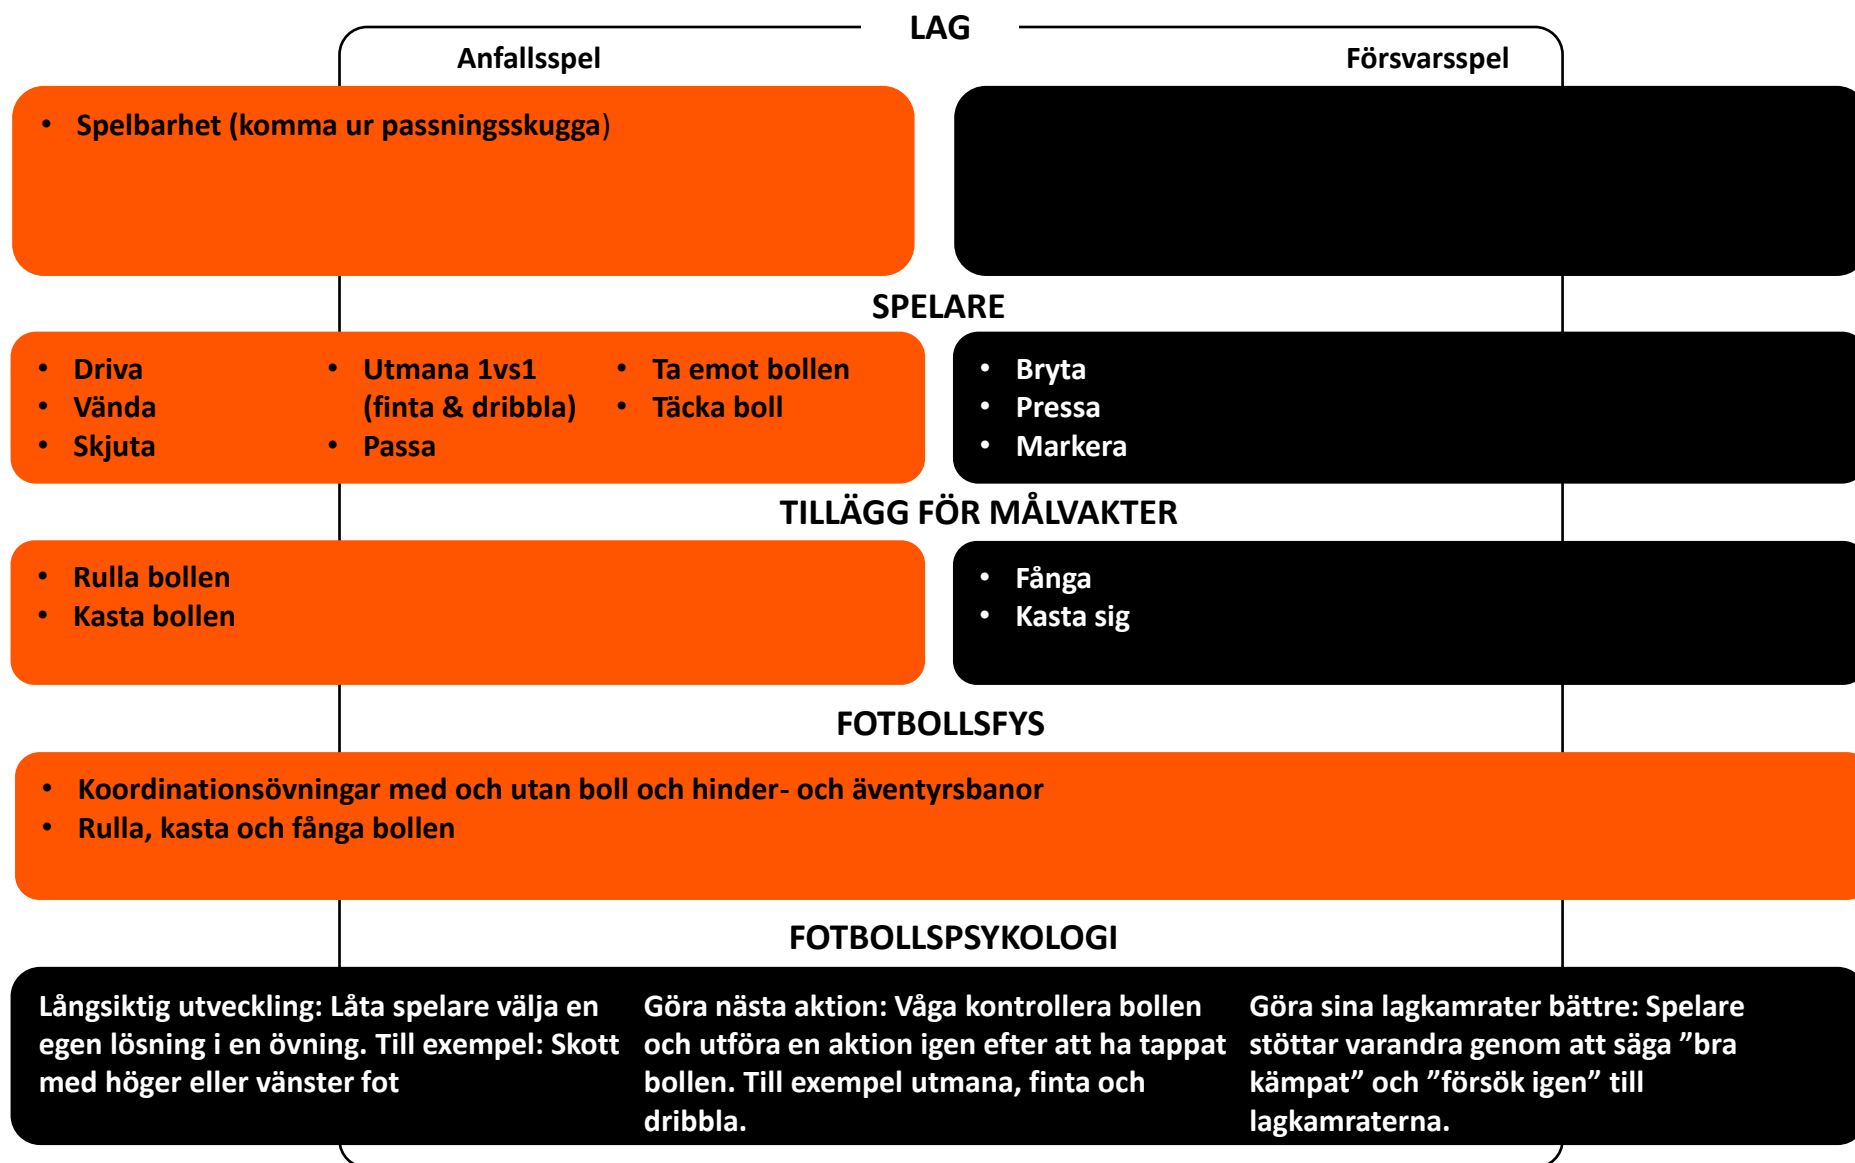 LAG
Anfallsspel
Försvarsspel
• Spelbarhet (komma ur passningsskugga)
SPELARE
• Driva
• Vända
• Skjuta
• Utmana 1vs1
(finta & dribbla)
• Passa
• Ta emot bollen
• Täcka boll
• Bryta
• Pressa
• Markera
TILLÄGG FÖR MÅLVAKTER
• Rulla bollen
• Kasta bollen
• Fånga
• Kasta sig
FOTBOLLSFYS
• Koordinationsövningar med och utan boll och hinder- och äventyrsbanor
• Rulla, kasta och fånga bollen
FOTBOLLSPSYKOLOGI
Långsiktig utveckling: Låta spelare välja en
egen lösning i en övning. Till exempel: Skott
med höger eller vänster fot
Göra nästa aktion: Våga kontrollera bollen
och utföra en aktion igen efter att ha tappat
bollen. Till exempel utmana, finta och
dribbla.
Göra sina lagkamrater bättre: Spelare
stöttar varandra genom att säga ”bra
kämpat” och ”försök igen” till
lagkamraterna.